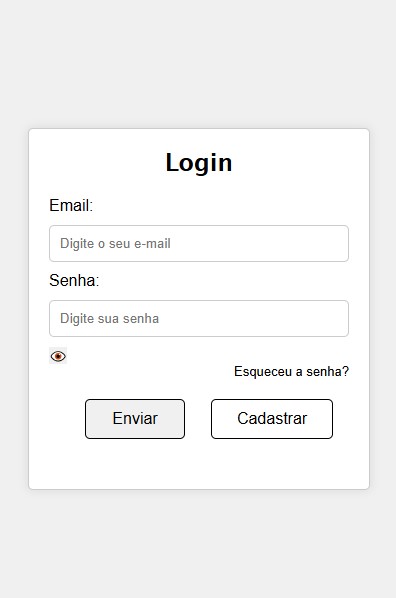 Login
Email:
Digite o seu e-mail
Senha:
Digite sua senha
Esqueceu a senha?
Enviar
Cadastrar